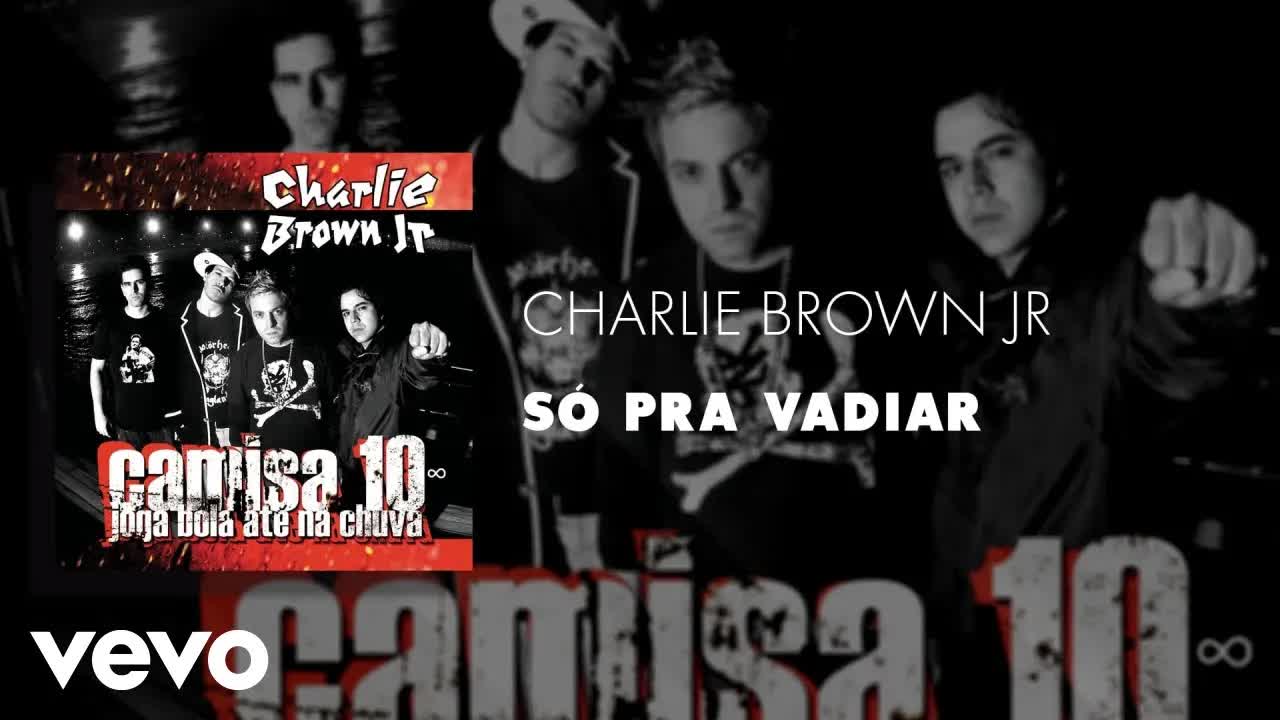 Charlie
Brown Jr
camisa 10 ∞
joga bola até na chuva
CHARLIE BROWN JR
SÓ PRA VADIAR
camisa 10 ∞
vevo